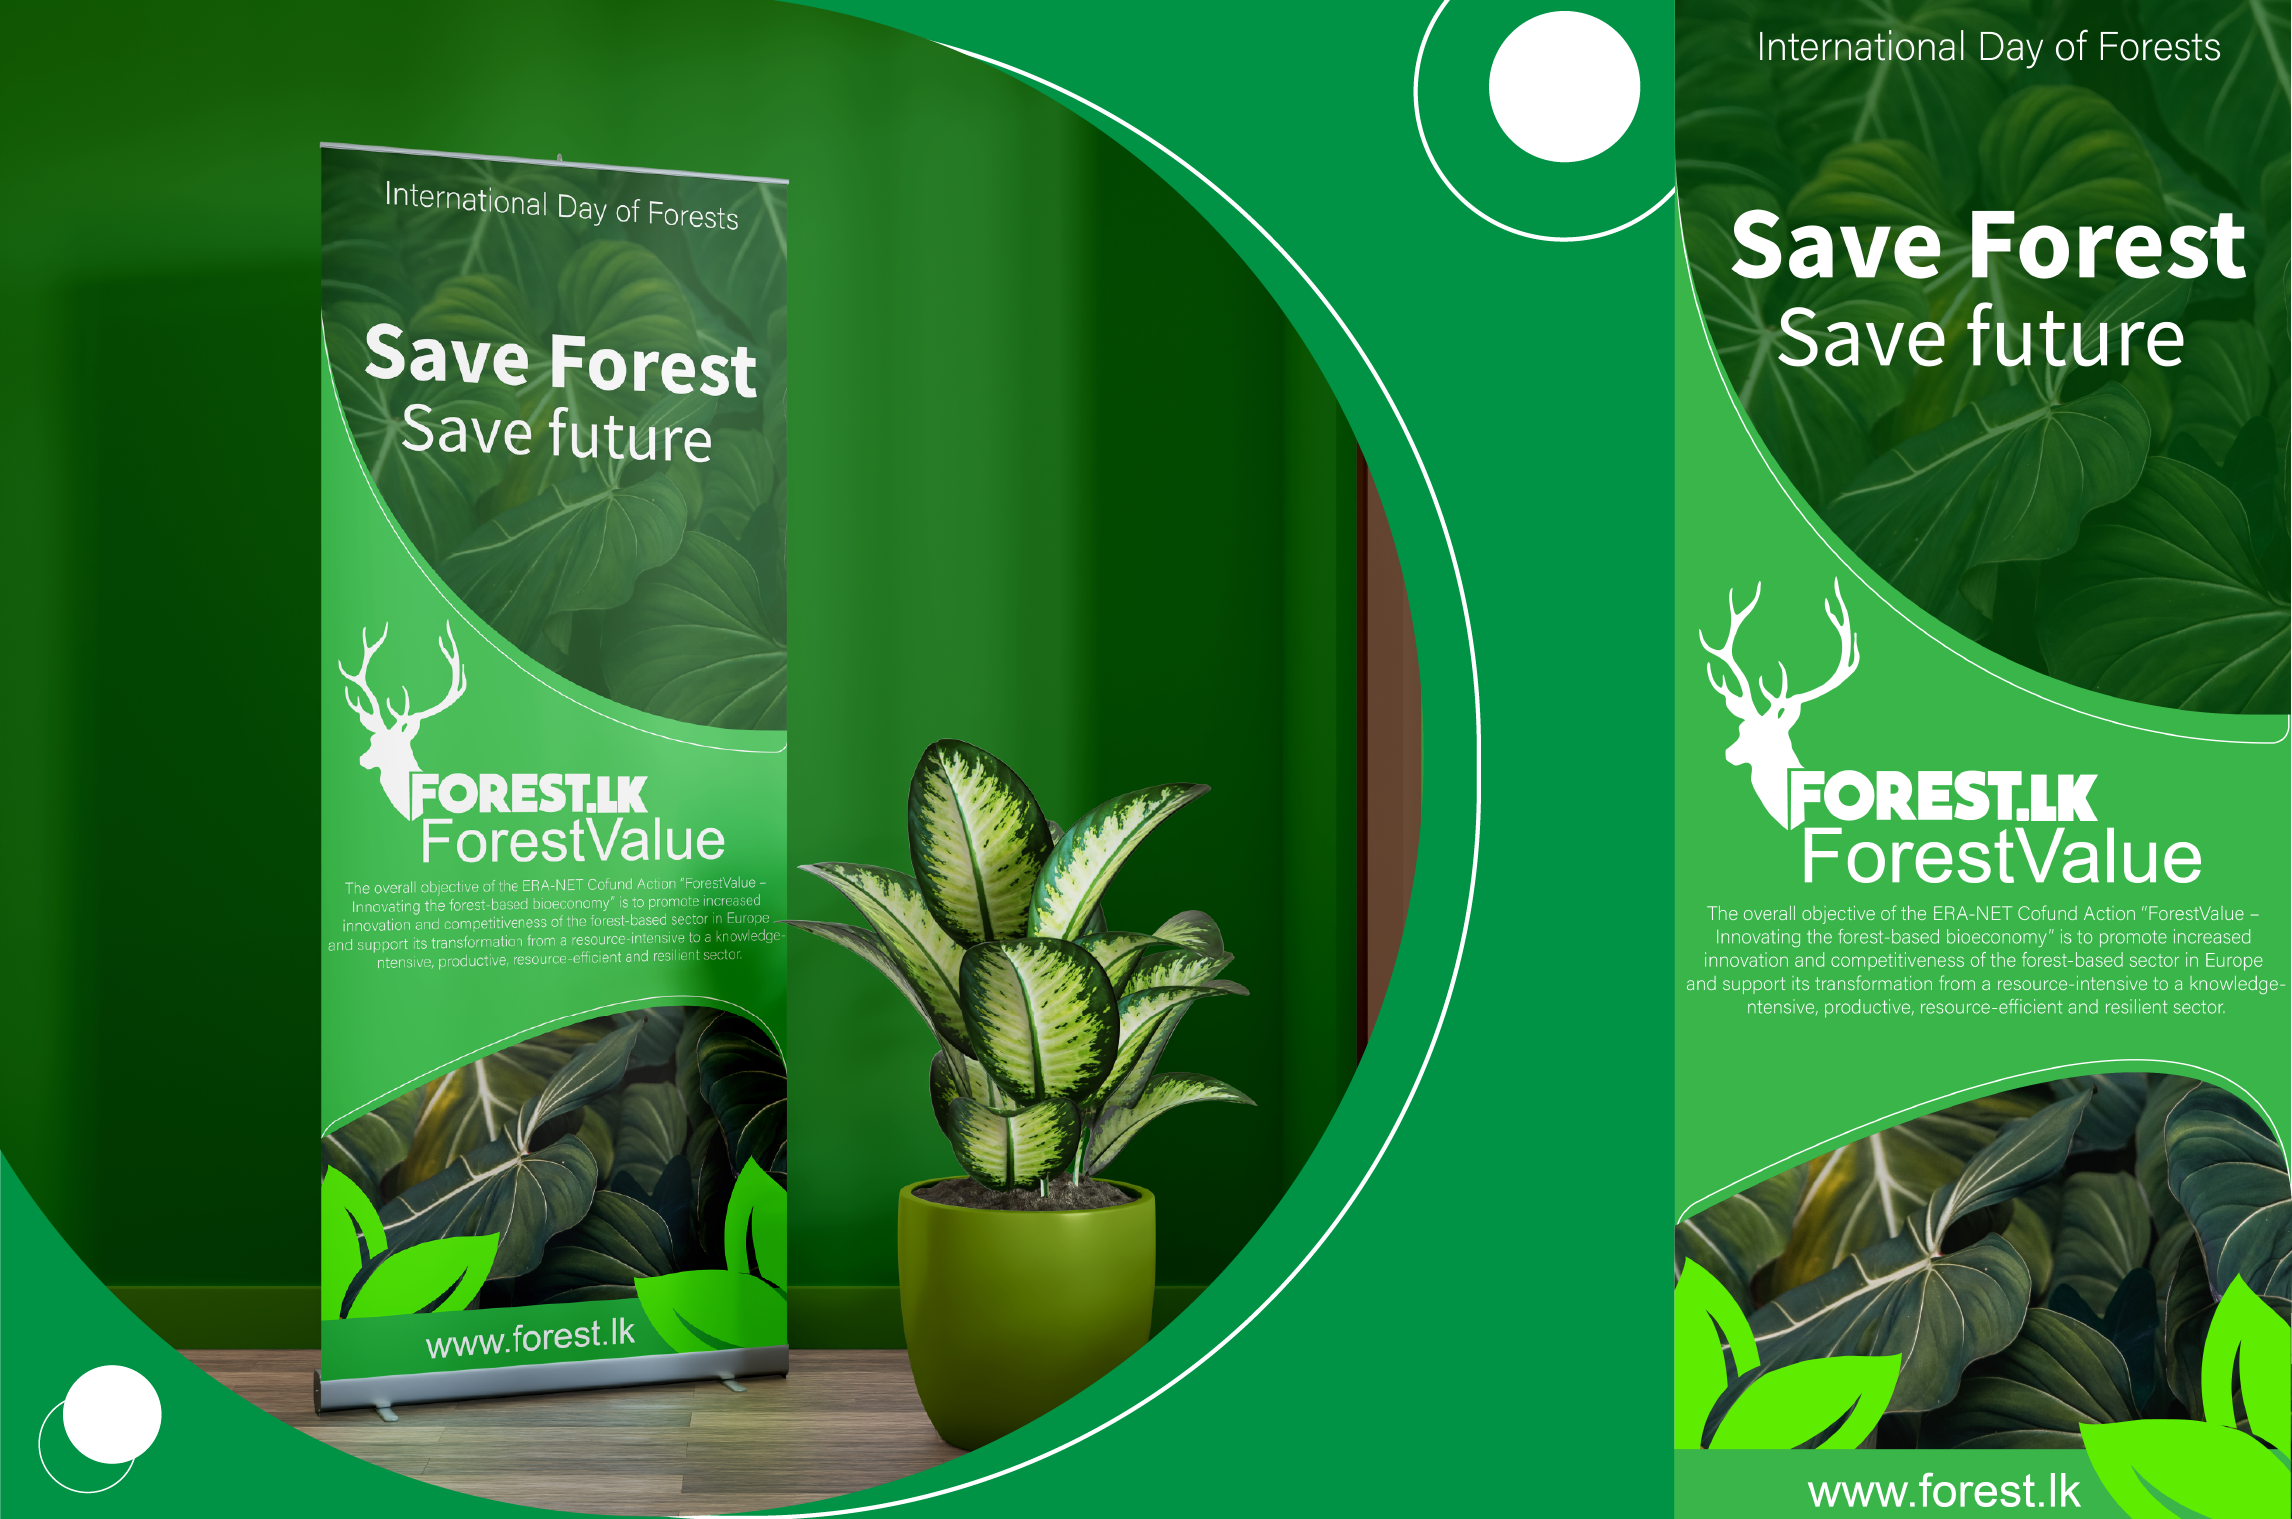 International Day of Forests
Save Forest
Save future
FOREST.LK
ForestValue
The overall objective of the ERA-NET Cofund Action “ForestValue –
Innovating the forest-based bioeconomy” is to promote increased
innovation and competitiveness of the forest-based sector in Europe
and support its transformation from a resource-intensive to a knowledge-
ntensive, productive, resource-efficient and resilient sector.
www.forest.lk
International Day of Forests
Save Forest
Save future
FOREST.LK
ForestValue
The overall objective of the ERA-NET Cofund Action “ForestValue –
Innovating the forest-based bioeconomy” is to promote increased
innovation and competitiveness of the forest-based sector in Europe
and support its transformation from a resource-intensive to a knowledge-
ntensive, productive, resource-efficient and resilient sector.
www.forest.lk